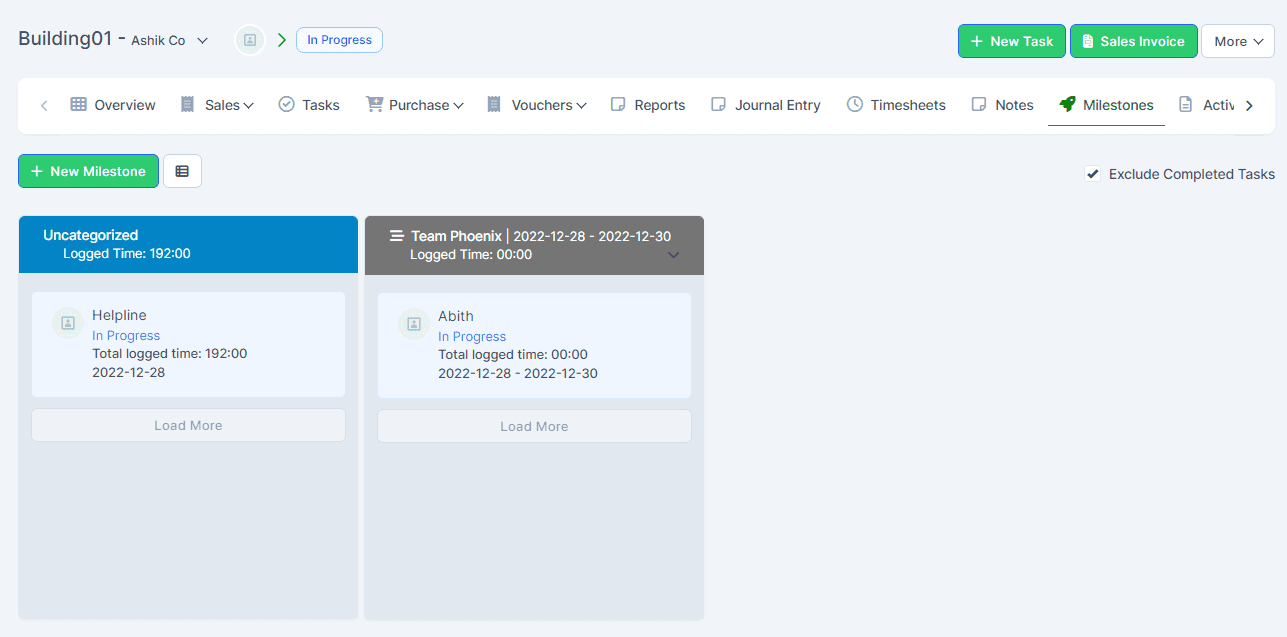 Building01 - Ashik Co
In Progress
New Task
Sales Invoice
More
Overview
Sales
Tasks
Purchase
Vouchers
Reports
Journal Entry
Timesheets
Notes
Milestones
Activ
New Milestone
Exclude Completed Tasks
Uncategorized
Logged Time: 192:00
Helpline
In Progress
Total logged time: 192:00
2022-12-28
Load More
Team Phoenix | 2022-12-28 - 2022-12-30
Logged Time: 00:00
Abith
In Progress
Total logged time: 00:00
2022-12-28 - 2022-12-30
Load More